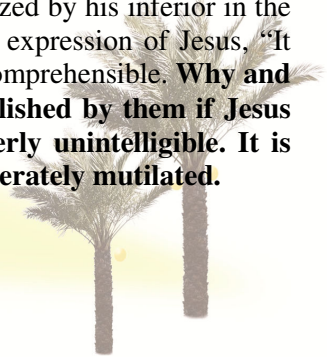 zed by his inferior in the
expression of Jesus, “It
omprehensible. Why and
lished by them if Jesus
erly unintelligible. It is
erately mutilated.